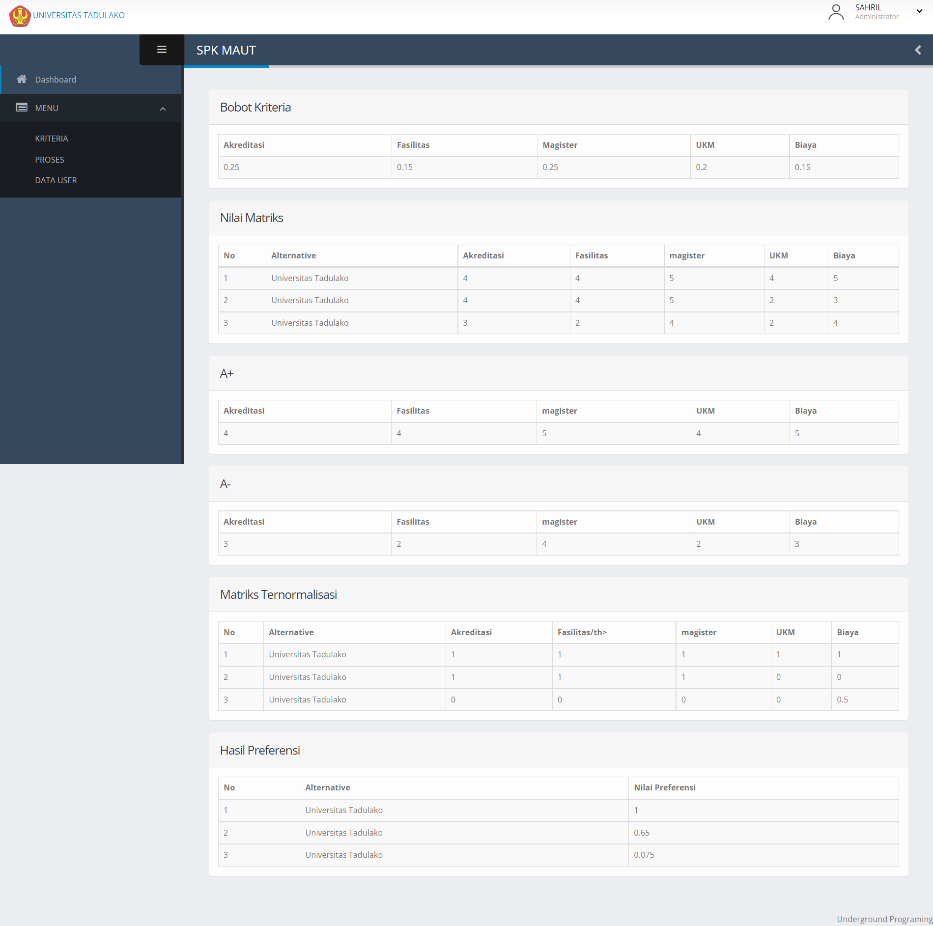 UNIVERSITAS TADULAKO
SAHRIL
Administrator
SPK MAUT
Dashboard
MENU
KRITERIA
PROSES
DATA USER
Bobot Kriteria
Akreditasi Fasilitas Magister UKM Biaya
0.25 0.15 0.25 0.2 0.15
Nilai Matriks
No Alternative Akreditasi Fasilitas magister UKM Biaya
1 Universitas Tadulako 4 4 5 4 5
2 Universitas Tadulako 4 4 5 2 3
3 Universitas Tadulako 3 2 4 2 4
A+
Akreditasi Fasilitas magister UKM Biaya
4 4 5 4 5
A-
Akreditasi Fasilitas magister UKM Biaya
3 2 4 2 3
Matriks Ternormalisasi
No Alternative Akreditasi Fasilitas/th> magister UKM Biaya
1 Universitas Tadulako 1 1 1 1 1
2 Universitas Tadulako 1 1 1 0 0
3 Universitas Tadulako 0 0 0 0 0.5
Hasil Preferensi
No Alternative Nilai Preferensi
1 Universitas Tadulako 1
2 Universitas Tadulako 0.65
3 Universitas Tadulako 0.075
Underground Programing